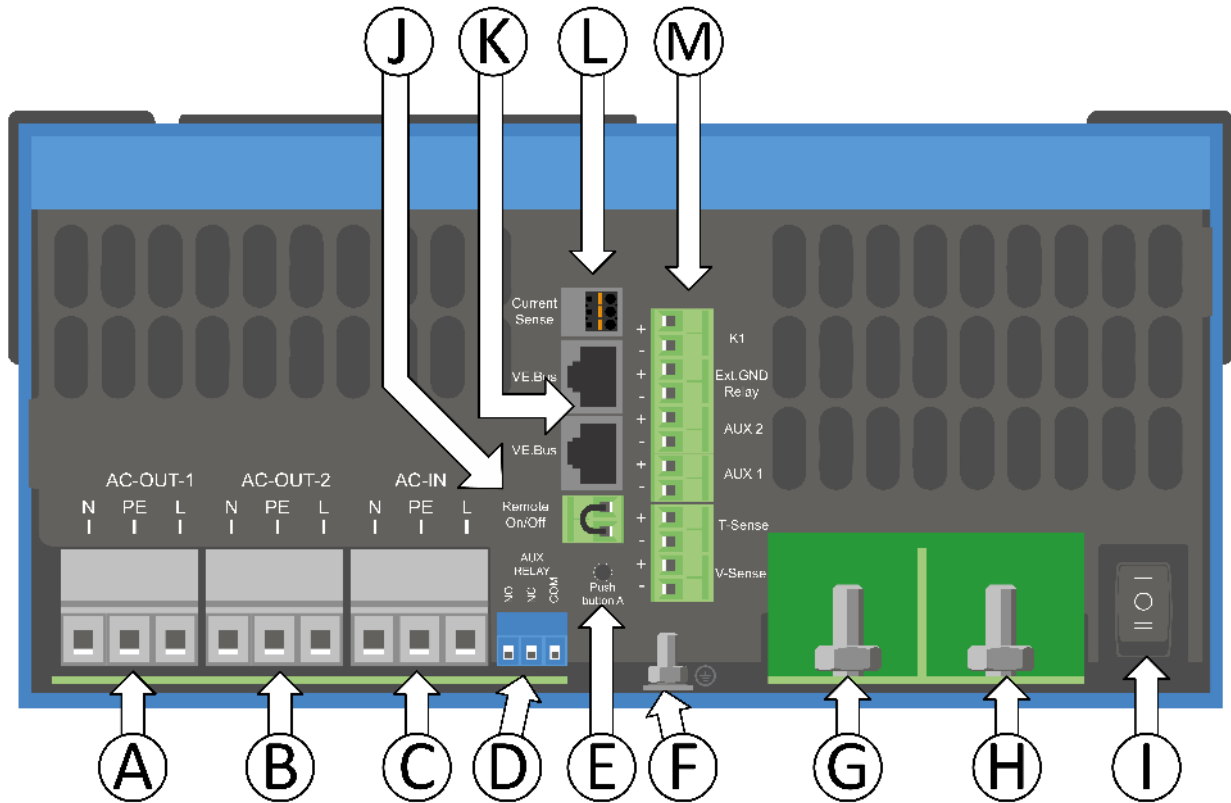 J K L M
Current
Sense
K1
VE.Bus
Ext.GND
Relay
AUX 2
VE.Bus
AUX 1
AC-OUT-1 AC-OUT-2 AC-IN
N PE L N PE L N PE L
Remote
On/Off
T-Sense
AUX
RELAY
NO NC COM
Push
button A
V-Sense
+
-
+
-
+
-
+
-
+
-
+
-
I
O
II
A B C D E F G H I